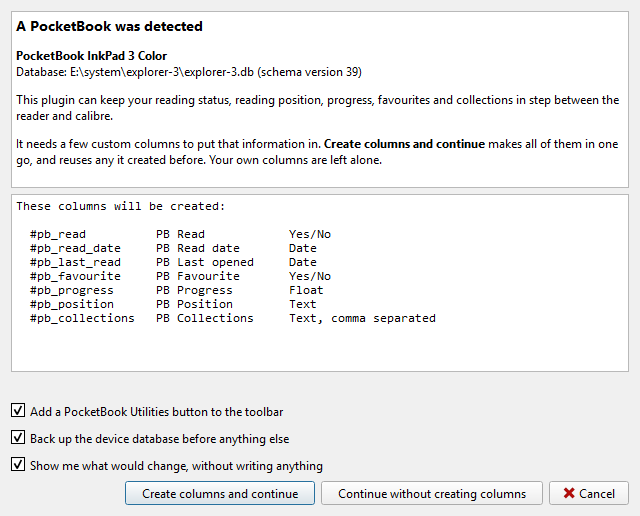 A PocketBook was detected
PocketBook InkPad 3 Color
Database: E:\system\explorer-3\explorer-3.db (schema version 39)
This plugin can keep your reading status, reading position, progress, favourites and collections in step between the
reader and calibre.
It needs a few custom columns to put that information in. Create columns and continue makes all of them in one
go, and reuses any it created before. Your own columns are left alone.
These columns will be created:
#pb_read PB Read Yes/No
#pb_read_date PB Read date Date
#pb_last_read PB Last opened Date
#pb_favourite PB Favourite Yes/No
#pb_progress PB Progress Float
#pb_position PB Position Text
#pb_collections PB Collections Text, comma separated
Add a PocketBook Utilities button to the toolbar
Back up the device database before anything else
Show me what would change, without writing anything
Create columns and continue Continue without creating columns Cancel